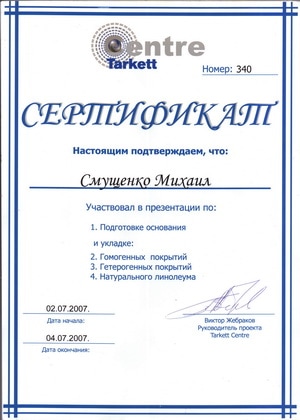 Centre
Tarkett
Номер: 340
СЕРТИФИКАТ
Настоящим подтверждаем, что:
Смущенко Михаил
Участвовал в презентации по:
1. Подготовке основания
и укладке:
2. Гомогенных покрытий
3. Гетерогенных покрытий
4. Натурального линолеума
02.07.2007.
Дата начала:
04.07.2007.
Дата окончания:
Виктор Жебраков
Руководитель проекта
Tarkett Centre